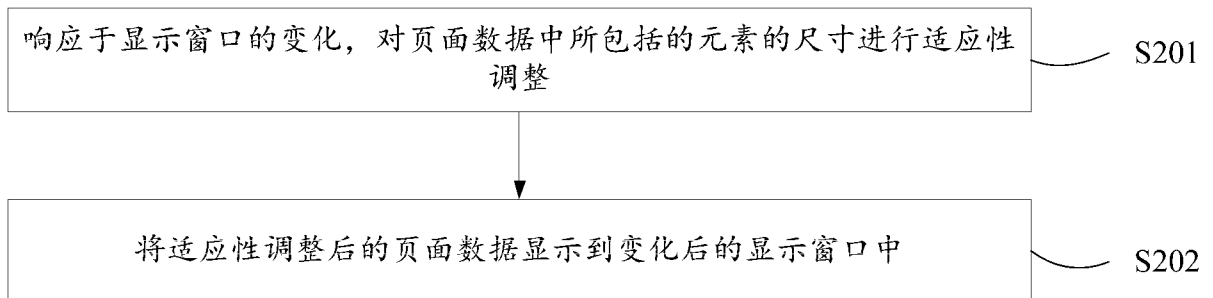 响应于显示窗口的变化，对页面数据中所包括的元素的尺寸进行适应性
调整
S201
将适应性调整后的页面数据显示到变化后的显示窗口中
S202